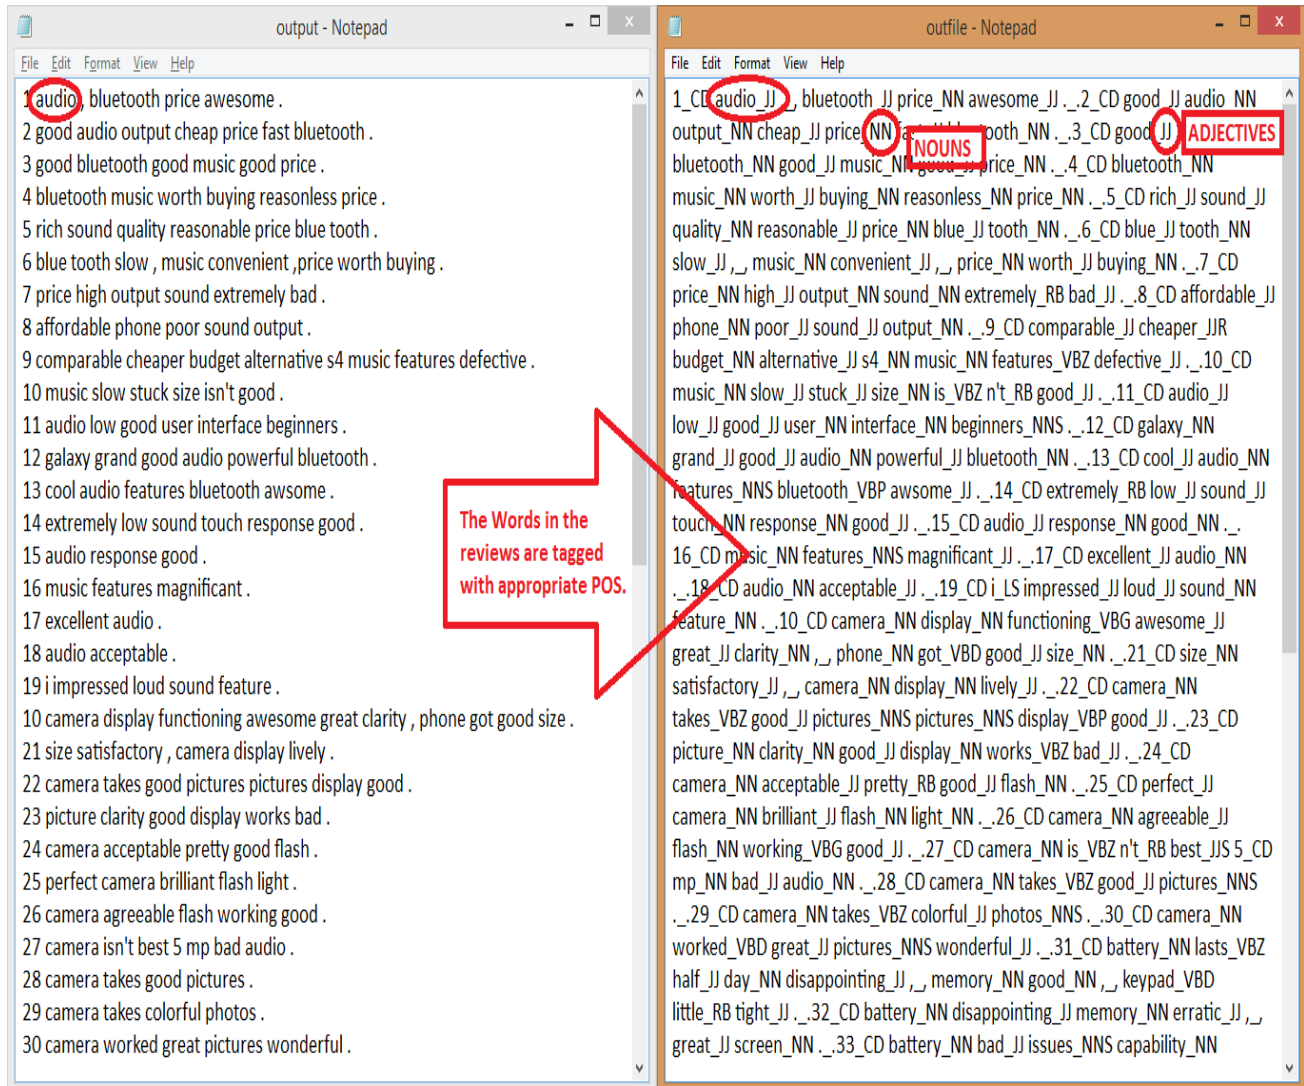 output - Notepad
File Edit Format View Help
1 audio , bluetooth price awesome .
2 good audio output cheap price fast bluetooth .
3 good bluetooth good music good price .
4 bluetooth music worth buying reasonless price .
5 rich sound quality reasonable price blue tooth .
6 blue tooth slow , music convenient ,price worth buying .
7 price high output sound extremely bad .
8 affordable phone poor sound output .
9 comparable cheaper budget alternative s4 music features defective .
10 music slow stuck size isn't good .
11 audio low good user interface beginners .
12 galaxy grand good audio powerful bluetooth .
13 cool audio features bluetooth awsome .
14 extremely low sound touch response good .
15 audio response good .
16 music features magnificant .
17 excellent audio .
18 audio acceptable .
19 i impressed loud sound feature .
10 camera display functioning awesome great clarity , phone got good size .
21 size satisfactory , camera display lively .
22 camera takes good pictures pictures display good .
23 picture clarity good display works bad .
24 camera acceptable pretty good flash .
25 perfect camera brilliant flash light .
26 camera agreeable flash working good .
27 camera isn't best 5 mp bad audio .
28 camera takes good pictures .
29 camera takes colorful photos .
30 camera worked great pictures wonderful .
The Words in the
reviews are tagged
with appropriate POS.
outfile - Notepad
File Edit Format View Help
1_CD audio_JJ ,_, bluetooth_JJ price_NN awesome_JJ ._.2_CD good_JJ audio_NN
output_NN cheap_JJ price_NN bluetooth_NN ._.3_CD good_JJ
ADJECTIVES
NOUNS
bluetooth_NN good_JJ music_NN good_JJ price_NN ._.4_CD bluetooth_NN
music_NN worth_JJ buying_NN reasonless_NN price_NN ._.5_CD rich_JJ sound_JJ
quality_NN reasonable_JJ price_NN blue_JJ tooth_NN ._.6_CD blue_JJ tooth_NN
slow_JJ ,_, music_NN convenient_JJ ,_, price_NN worth_JJ buying_NN ._.7_CD
price_NN high_JJ output_NN sound_NN extremely_RB bad_JJ ._.8_CD affordable_JJ
phone_NN poor_JJ sound_JJ output_NN ._.9_CD comparable_JJ cheaper_JJR
budget_NN alternative_JJ s4_NN music_NN features_VBZ defective_JJ ._.10_CD
music_NN slow_JJ stuck_JJ size_NN is_VBZ n't_RB good_JJ ._.11_CD audio_JJ
low_JJ good_JJ user_NN interface_NN beginners_NNS ._.12_CD galaxy_NN
grand_JJ good_JJ audio_NN powerful_JJ bluetooth_NN ._.13_CD cool_JJ audio_NN
features_NNS bluetooth_VBP awsome_JJ ._.14_CD extremely_RB low_JJ sound_JJ
touch_NN response_NN good_JJ ._.15_CD audio_JJ response_NN good_NN ._.
16_CD music_NN features_NNS magnificant_JJ ._.17_CD excellent_JJ audio_NN
._.18_CD audio_NN acceptable_JJ ._.19_CD i_LS impressed_JJ loud_JJ sound_NN
feature_NN ._.10_CD camera_NN display_NN functioning_VBG awesome_JJ
great_JJ clarity_NN ,_, phone_NN got_VBD good_JJ size_NN ._.21_CD size_NN
satisfactory_JJ ,_, camera_NN display_NN lively_JJ ._.22_CD camera_NN
takes_VBZ good_JJ pictures_NNS pictures_NNS display_VBP good_JJ ._.23_CD
picture_NN clarity_NN good_JJ display_NN works_VBZ bad_JJ ._.24_CD
camera_NN acceptable_JJ pretty_RB good_JJ flash_NN ._.25_CD perfect_JJ
camera_NN brilliant_JJ flash_NN light_NN ._.26_CD camera_NN agreeable_JJ
flash_NN working_VBG good_JJ ._.27_CD camera_NN is_VBZ n't_RB best_JJS 5_CD
mp_NN bad_JJ audio_NN ._.28_CD camera_NN takes_VBZ good_JJ pictures_NNS
._.29_CD camera_NN takes_VBZ colorful_JJ photos_NNS ._.30_CD camera_NN
worked_VBD great_JJ pictures_NNS wonderful_JJ ._.31_CD battery_NN lasts_VBZ
half_JJ day_NN disappointing_JJ ,_, memory_NN good_NN ,_, keypad_VBD
little_RB tight_JJ ._.32_CD battery_NN disappointing_JJ memory_NN erratic_JJ ,_,
great_JJ screen_NN ._.33_CD battery_NN bad_JJ issues_NNS capability_NN